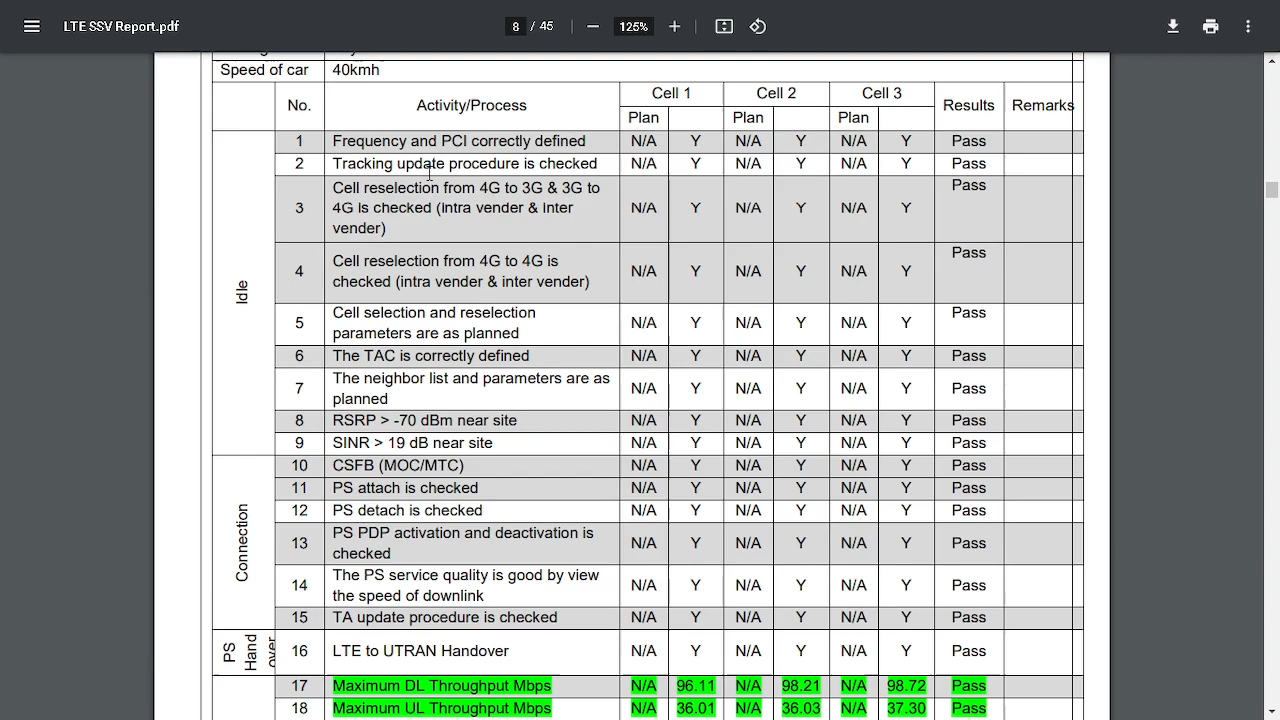 LTE SSV Report.pdf
8 / 45
125%
Speed of car 40kmh
No. Activity/Process Cell 1 Cell 2 Cell 3 Results Remarks
Plan Plan Plan
Idle
1 Frequency and PCI correctly defined N/A Y N/A Y N/A Y Pass
2 Tracking update procedure is checked N/A Y N/A Y N/A Y Pass
3 Cell reselection from 4G to 3G & 3G to
4G is checked (intra vender & inter
vender) N/A Y N/A Y N/A Y Pass
4 Cell reselection from 4G to 4G is
checked (intra vender & inter vender) N/A Y N/A Y N/A Y Pass
5 Cell selection and reselection
parameters are as planned N/A Y N/A Y N/A Y Pass
6 The TAC is correctly defined N/A Y N/A Y N/A Y Pass
7 The neighbor list and parameters are as
planned N/A Y N/A Y N/A Y Pass
8 RSRP > -70 dBm near site N/A Y N/A Y N/A Y Pass
9 SINR > 19 dB near site N/A Y N/A Y N/A Y Pass
Connection
10 CSFB (MOC/MTC) N/A Y N/A Y N/A Y Pass
11 PS attach is checked N/A Y N/A Y N/A Y Pass
12 PS detach is checked N/A Y N/A Y N/A Y Pass
13 PS PDP activation and deactivation is
checked N/A Y N/A Y N/A Y Pass
14 The PS service quality is good by view
the speed of downlink N/A Y N/A Y N/A Y Pass
15 TA update procedure is checked N/A Y N/A Y N/A Y Pass
PS
Hand
over
16 LTE to UTRAN Handover N/A Y N/A Y N/A Y Pass
17 Maximum DL Throughput Mbps N/A 96.11 N/A 98.21 N/A 98.72 Pass
18 Maximum UL Throughput Mbps N/A 36.01 N/A 36.03 N/A 37.30 Pass